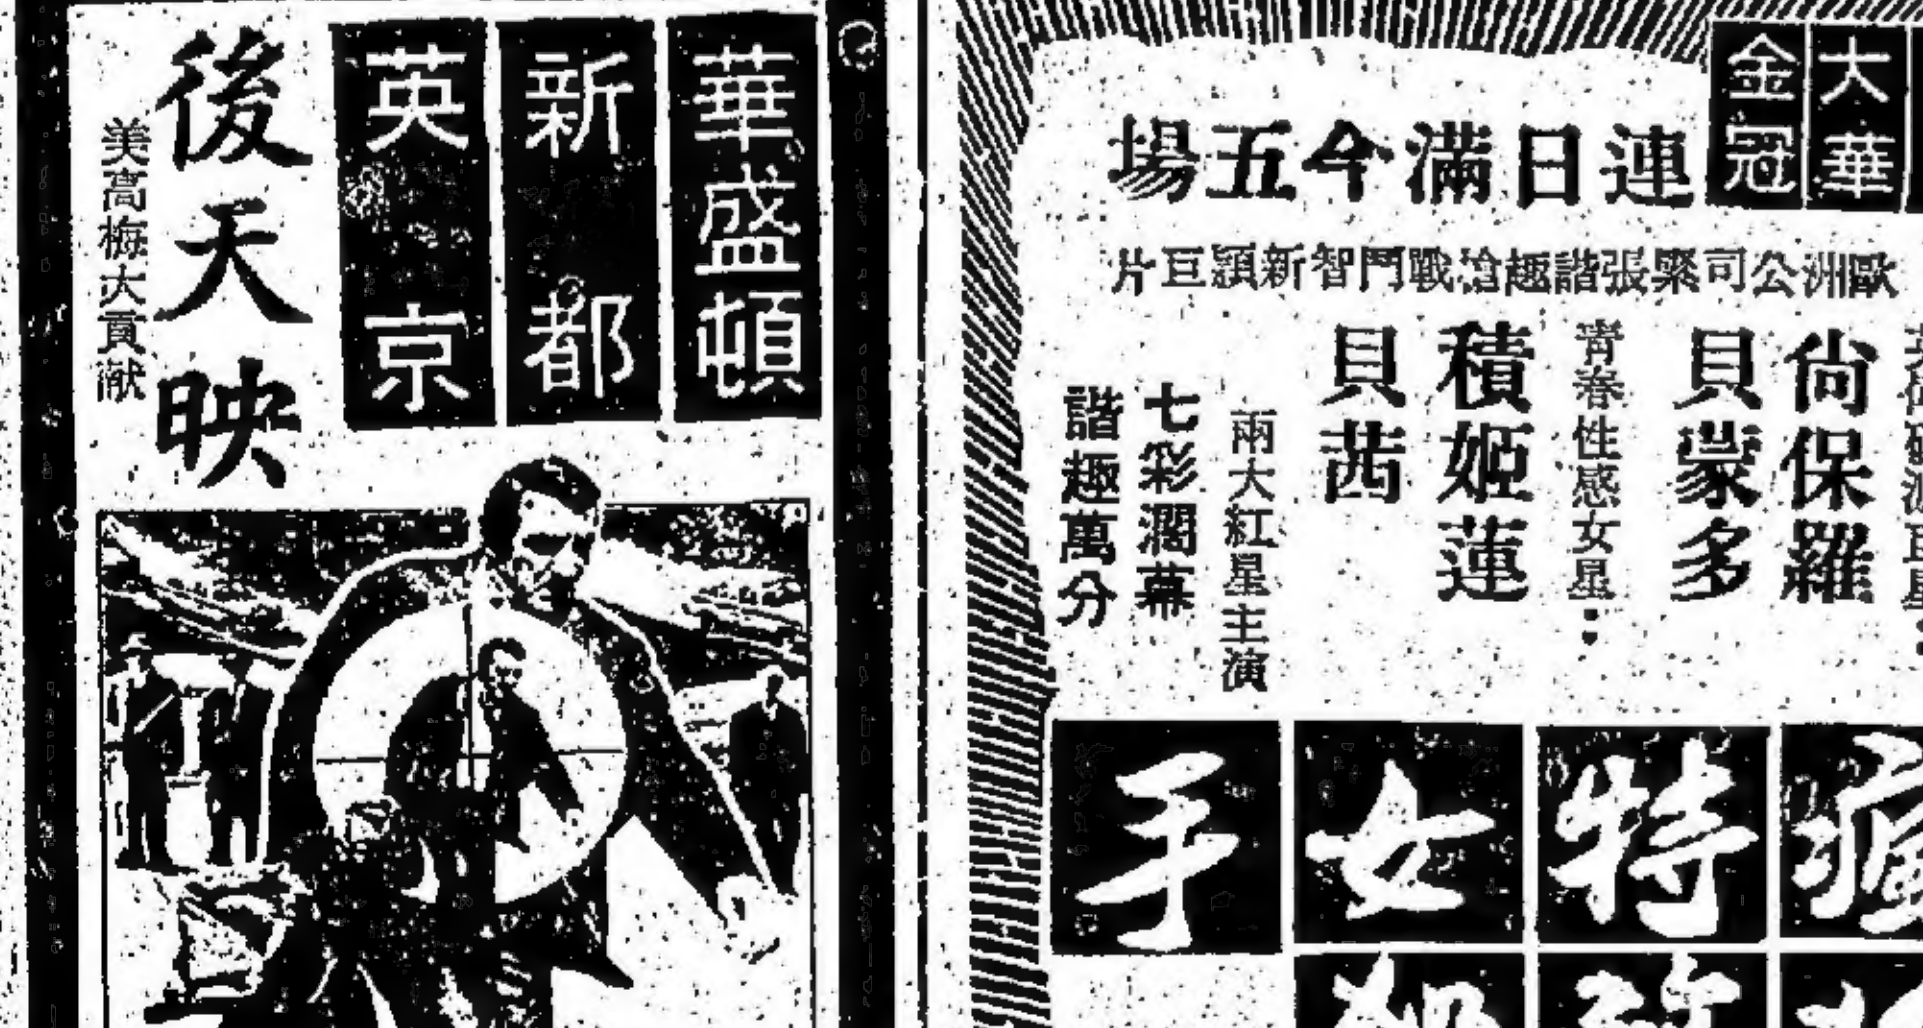 華盛頓
新都
英京
後天映
美高梅大貢献
大華
金冠
連日滿今五場
歐洲公司緊張諧趣槍戰鬥智新穎巨片
尚保羅
貝蒙多
青春性感女星：
積姬蓮
貝茜
兩大紅星主演
七彩濶幕
諧趣萬分
特女手